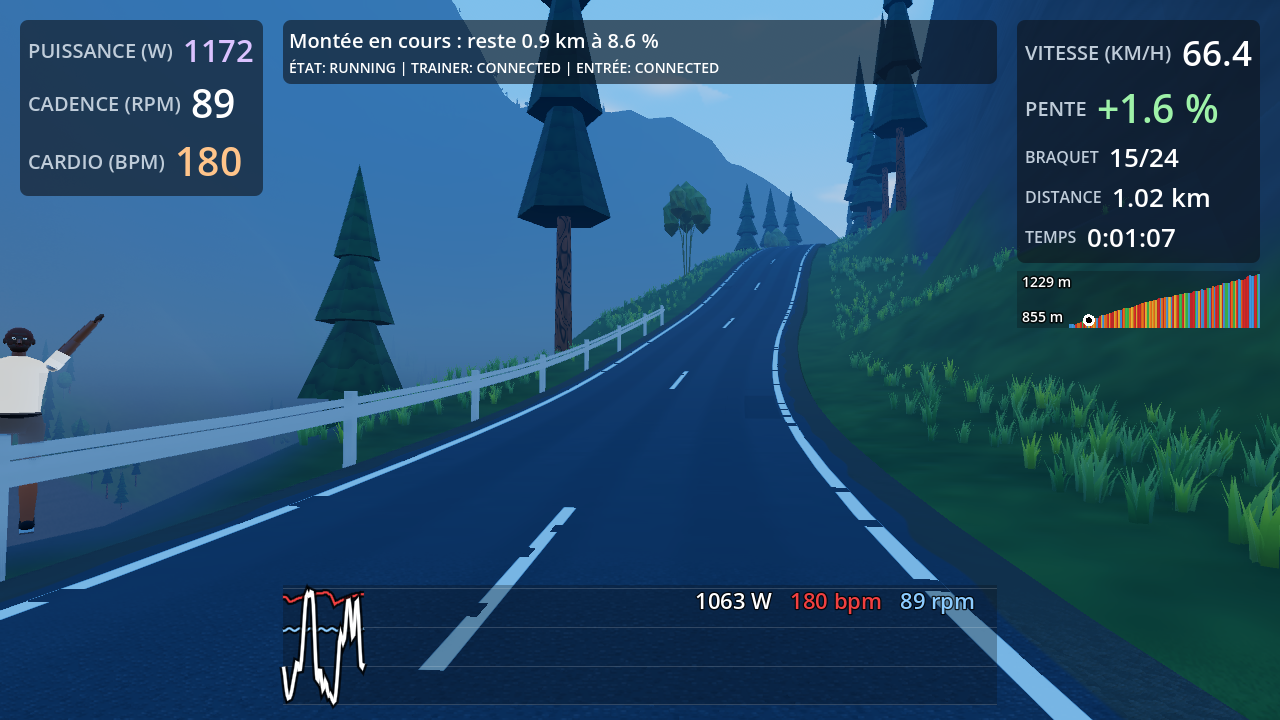 PUISSANCE (W) 1172
CADENCE (RPM) 89
CARDIO (BPM) 180
Montée en cours : reste 0.9 km à 8.6 %
ÉTAT: RUNNING | TRAINER: CONNECTED | ENTRÉE: CONNECTED
VITESSE (KM/H) 66.4
PENTE +1.6 %
BRAQUET 15/24
DISTANCE 1.02 km
TEMPS 0:01:07
1229 m
855 m
1063 W 180 bpm 89 rpm